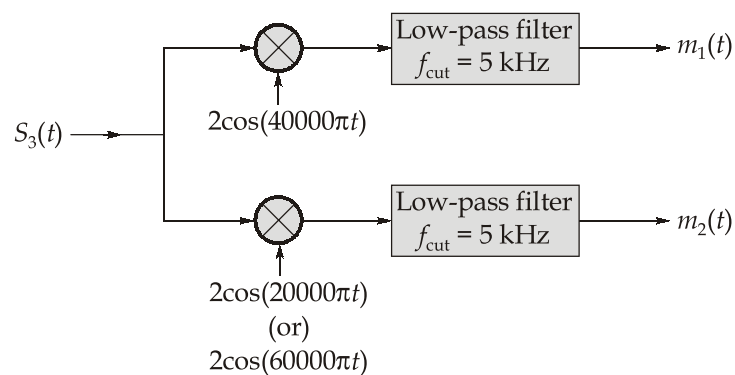 Low-pass filter
f_cut = 5 kHz
m₁(t)
2cos(40000πt)
S₃(t)
Low-pass filter
f_cut = 5 kHz
m₂(t)
2cos(20000πt)
(or)
2cos(60000πt)